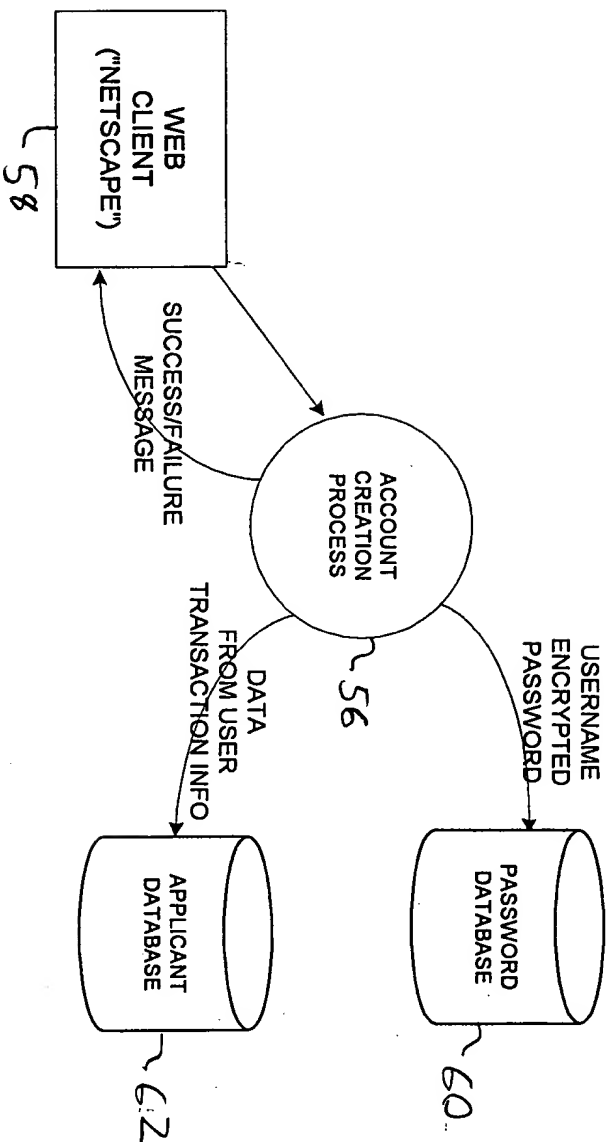 WEB
CLIENT
("NETSCAPE")
58
SUCCESS/FAILURE
MESSAGE
ACCOUNT
CREATION
PROCESS
56
USERNAME
ENCRYPTED
PASSWORD
DATA
FROM USER
TRANSACTION INFO
PASSWORD
DATABASE
60
APPLICANT
DATABASE
62